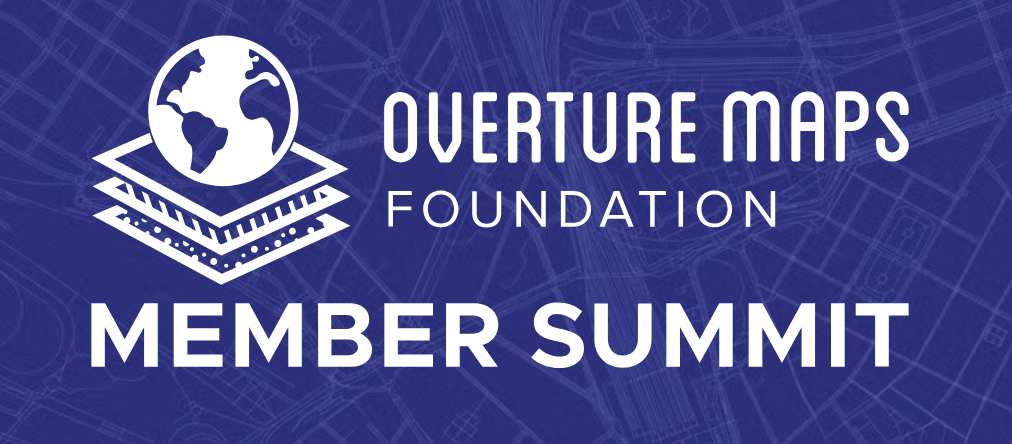 OVERTURE MAPS
FOUNDATION
MEMBER SUMMIT